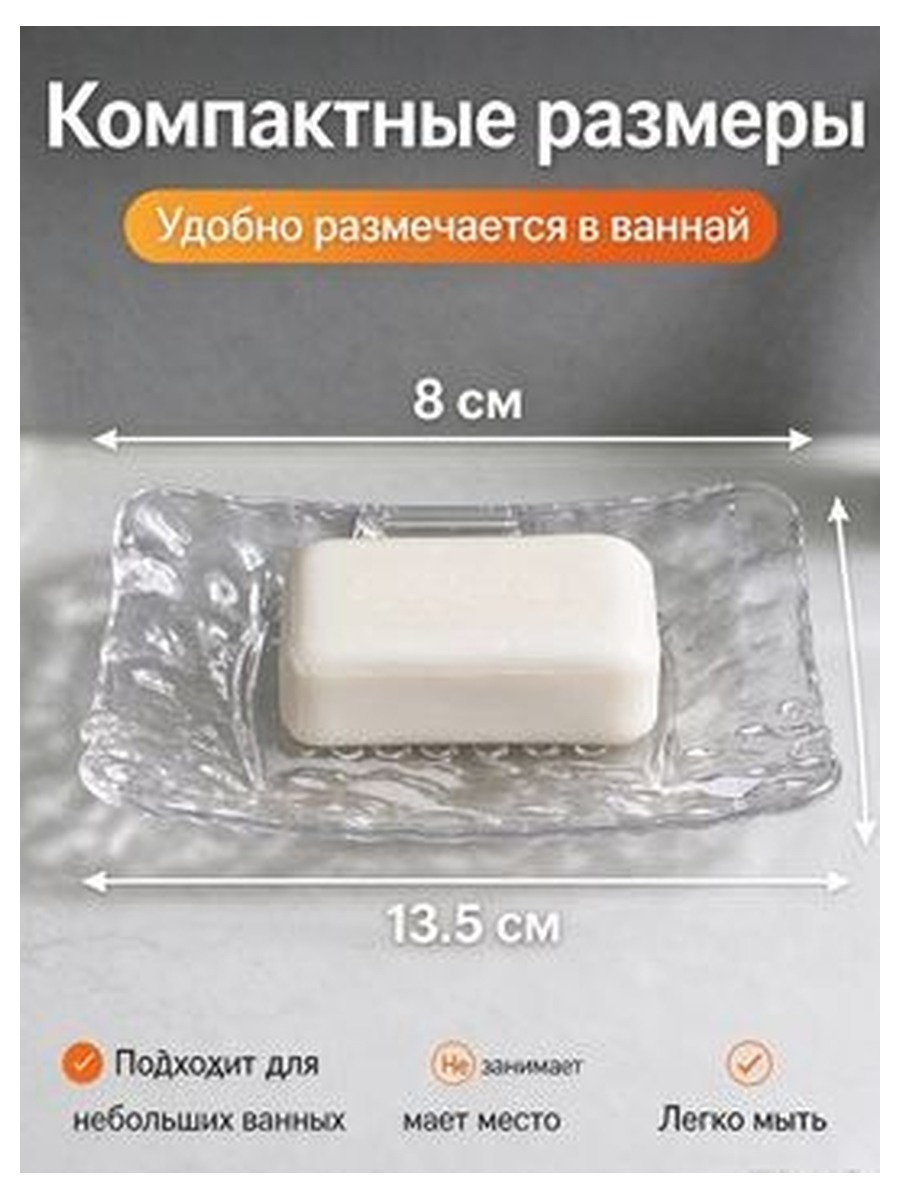 Компактные размеры
Удобно размечается в ваннай
8 см
13.5 см
Подходит для
небольших ванных
Не занимает
мает место
Легко мыть